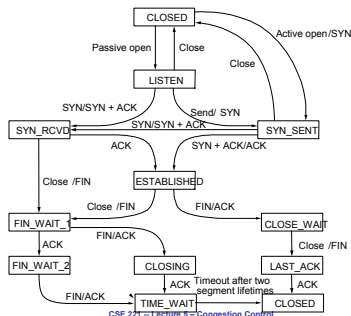 CLOSED
Active open/SYN
Passive open
Close
Close
LISTEN
SYN/SYN + ACK
Send/ SYN
SYN_RCVD
SYN/SYN + ACK
SYN_SENT
ACK
SYN + ACK/ACK
Close /FIN
ESTABLISHED
Close /FIN
FIN/ACK
FIN_WAIT_1
CLOSE_WAIT
FIN/ACK
ACK
Close /FIN
FIN_WAIT_2
CLOSING
LAST_ACK
ACK
Timeout after two
segment lifetimes
ACK
FIN/ACK
TIME_WAIT
CLOSED
CSE 221 – Lecture 5 – Congestion Control